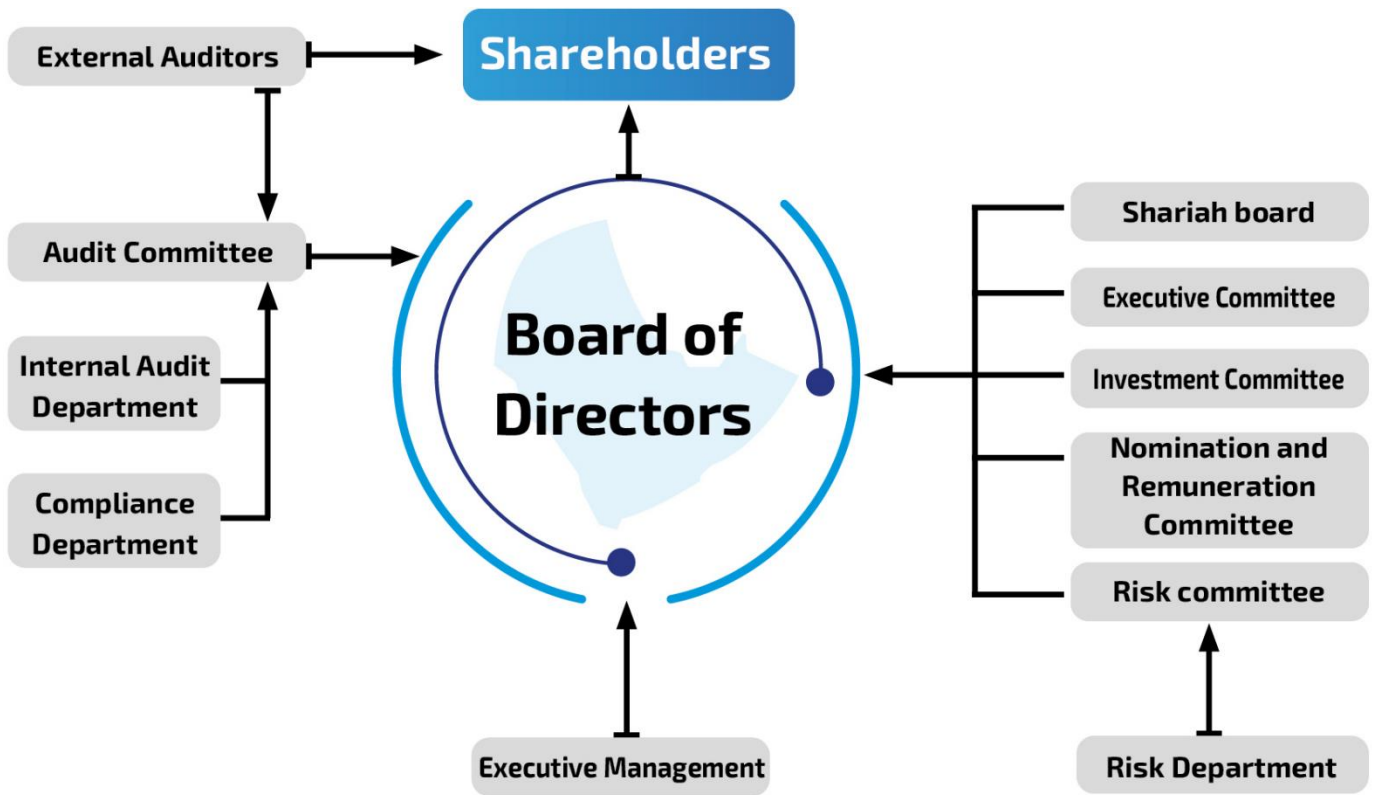 External Auditors
Shareholders
Audit Committee
Internal Audit
Department
Compliance
Department
Board of
Directors
Shariah board
Executive Committee
Investment Committee
Nomination and
Remuneration
Committee
Risk committee
Executive Management
Risk Department